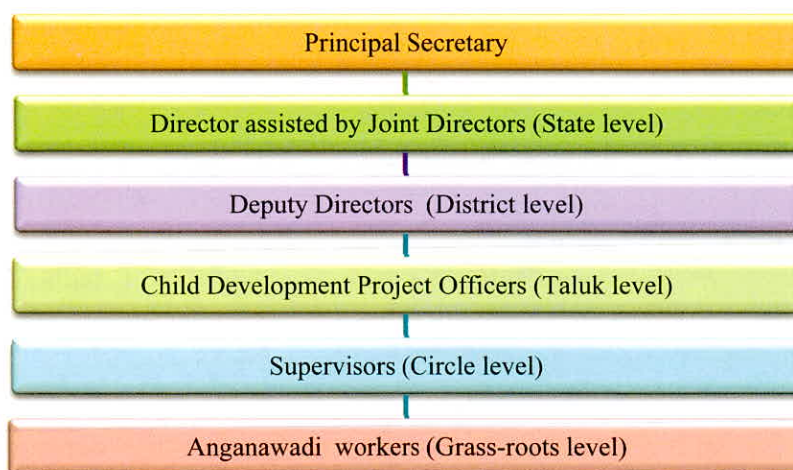 Principal Secretary
Director assisted by Joint Directors (State level)
Deputy Directors (District level)
Child Development Project Officers (Taluk level)
Supervisors (Circle level)
Anganawadi workers (Grass-roots level)